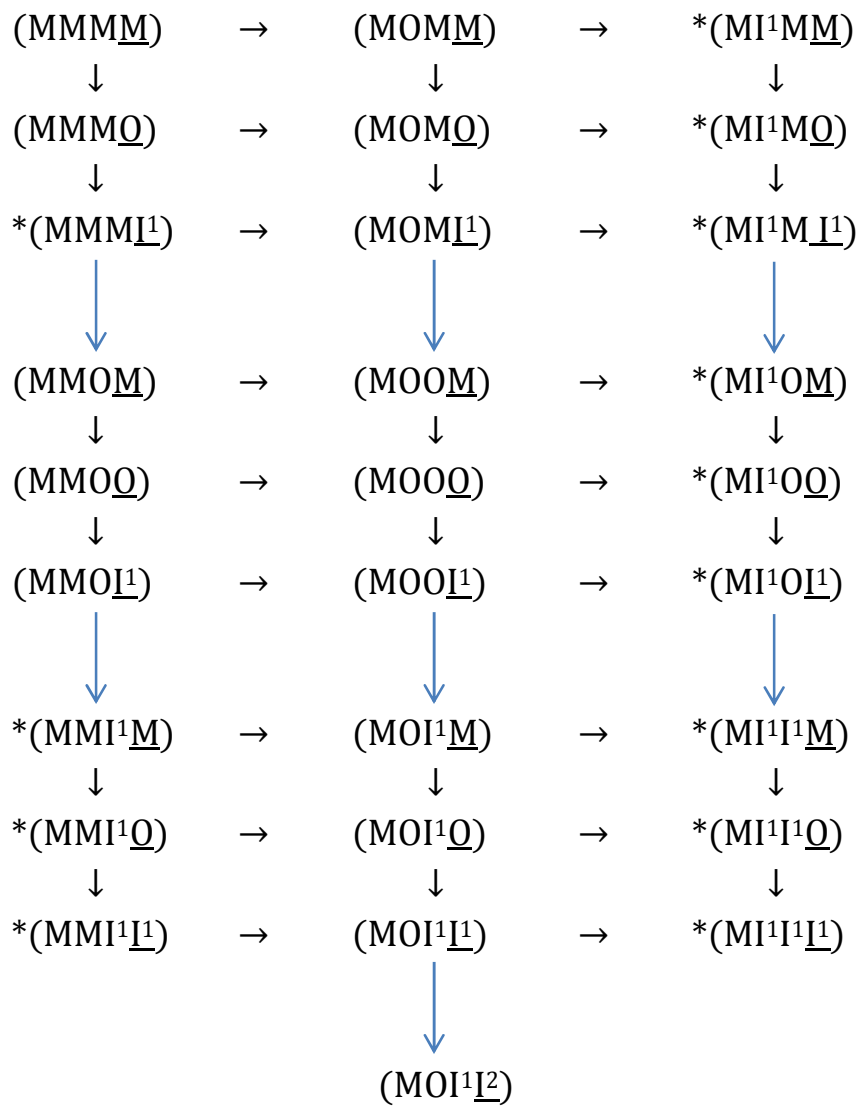 (MMMM) → (MOMM) → *(MI¹MM)
↓ ↓ ↓
(MMMO) → (MOMO) → *(MI¹MO)
↓ ↓ ↓
*(MMMI¹) → (MOMI¹) → *(MI¹M I¹)
↓ ↓ ↓
(MMOM) → (MOOM) → *(MI¹OM)
↓ ↓ ↓
(MMOO) → (MOOO) → *(MI¹OO)
↓ ↓ ↓
(MMOI¹) → (MOOI¹) → *(MI¹OI¹)
↓ ↓ ↓
*(MMI¹M) → (MOI¹M) → *(MI¹I¹M)
↓ ↓ ↓
*(MMI¹O) → (MOI¹O) → *(MI¹I¹O)
↓ ↓ ↓
*(MMI¹I¹) → (MOI¹I¹) → *(MI¹I¹I¹)
↓
(MOI¹I²)